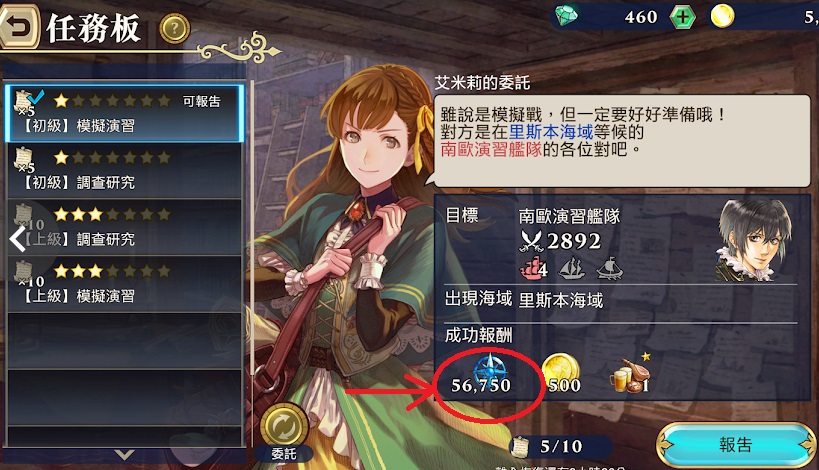 任務板
?
460
5,
×5
可報告
【初級】模擬演習
×5
【初級】調查研究
×10
【上級】調查研究
×10
【上級】模擬演習
艾米莉的委託
雖說是模擬戰，但一定要好好準備哦！
對方是在里斯本海域等候的
南歐演習艦隊的各位對吧。
目標
南歐演習艦隊
2892
4
出現海域 里斯本海域
成功報酬
56,750
500
1
委託
5/10
報告